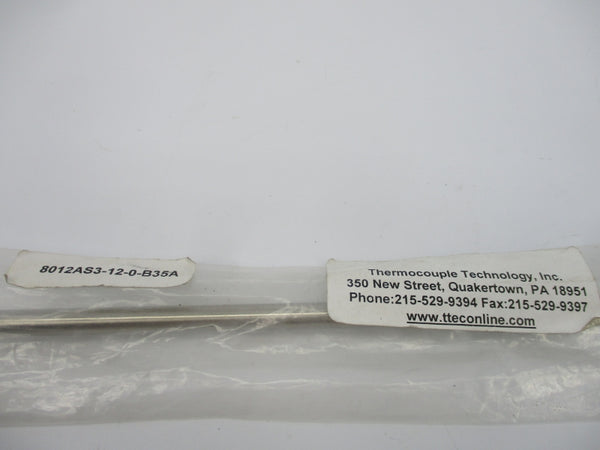 8012AS3-12-0-B35A
Thermocouple Technology, Inc.
350 New Street, Quakertown, PA 18951
Phone:215-529-9394 Fax:215-529-9397
www.tteconline.com